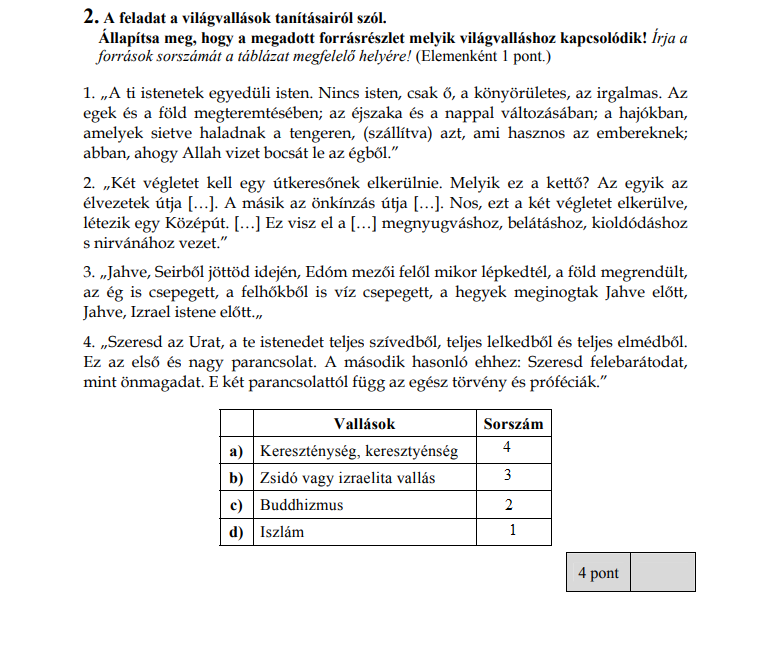 2. A feladat a világvallások tanításairól szól.
Állapítsa meg, hogy a megadott forrásrészlet melyik világvalláshoz kapcsolódik! Írja a
források sorszámát a táblázat megfelelő helyére! (Elemenként 1 pont.)
1. „A ti istenetek egyedüli isten. Nincs isten, csak ő, a könyörületes, az irgalmas. Az
egek és a föld megteremtésében; az éjszaka és a nappal változásában; a hajókban,
amelyek sietve haladnak a tengeren, (szállítva) azt, ami hasznos az embereknek;
abban, ahogy Allah vizet bocsát le az égből.”
2. „Két végletet kell egy útkeresőnek elkerülnie. Melyik ez a kettő? Az egyik az
élvezetek útja […]. A másik az önkínzás útja […]. Nos, ezt a két végletet elkerülve,
létezik egy Középút. […] Ez visz el a […] megnyugváshoz, belátáshoz, kioldódáshoz
s nirvánához vezet.”
3. „Jahve, Seirből jöttöd idején, Edóm mezői felől mikor lépkedtél, a föld megrendült,
az ég is csepegett, a felhőkből is víz csepegett, a hegyek meginogtak Jahve előtt,
Jahve, Izrael istene előtt.„
4. „Szeresd az Urat, a te istenedet teljes szívedből, teljes lelkedből és teljes elmédből.
Ez az első és nagy parancsolat. A második hasonló ehhez: Szeresd felebarátodat,
mint önmagadat. E két parancsolattól függ az egész törvény és próféciák.”
Vallások Sorszám
a) Kereszténység, keresztyénség 4
b) Zsidó vagy izraelita vallás 3
c) Buddhizmus 2
d) Iszlám 1
4 pont